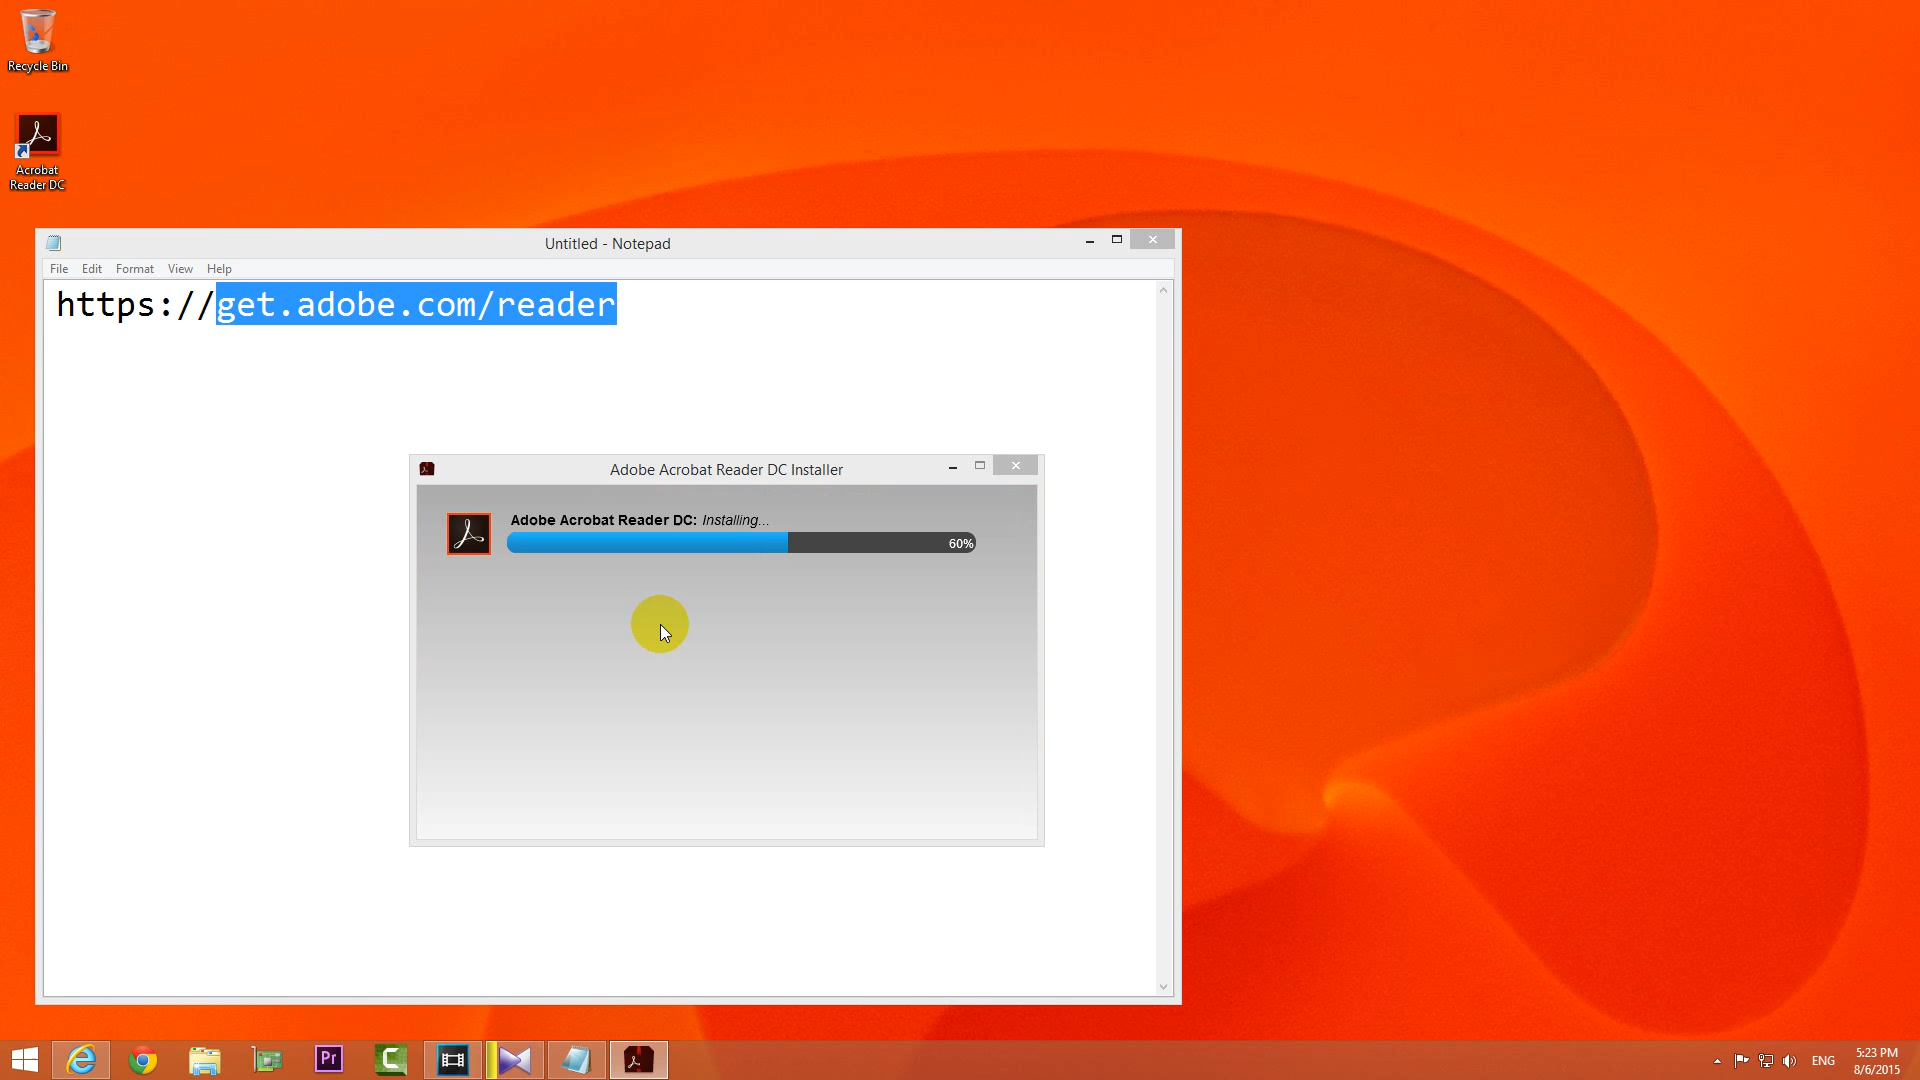 Recycle Bin
Acrobat
Reader DC
Untitled - Notepad
File Edit Format View Help
https://get.adobe.com/reader
Adobe Acrobat Reader DC Installer
Adobe Acrobat Reader DC: Installing...
60%
Pr
C
ENG
5:23 PM
8/6/2015